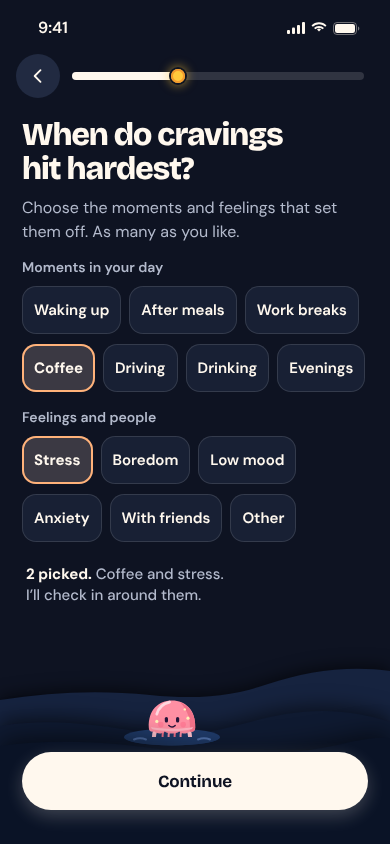 9:41
When do cravings
hit hardest?
Choose the moments and feelings that set
them off. As many as you like.
Moments in your day
Waking up After meals Work breaks
Coffee Driving Drinking Evenings
Feelings and people
Stress Boredom Low mood
Anxiety With friends Other
2 picked. Coffee and stress.
I’ll check in around them.
Continue